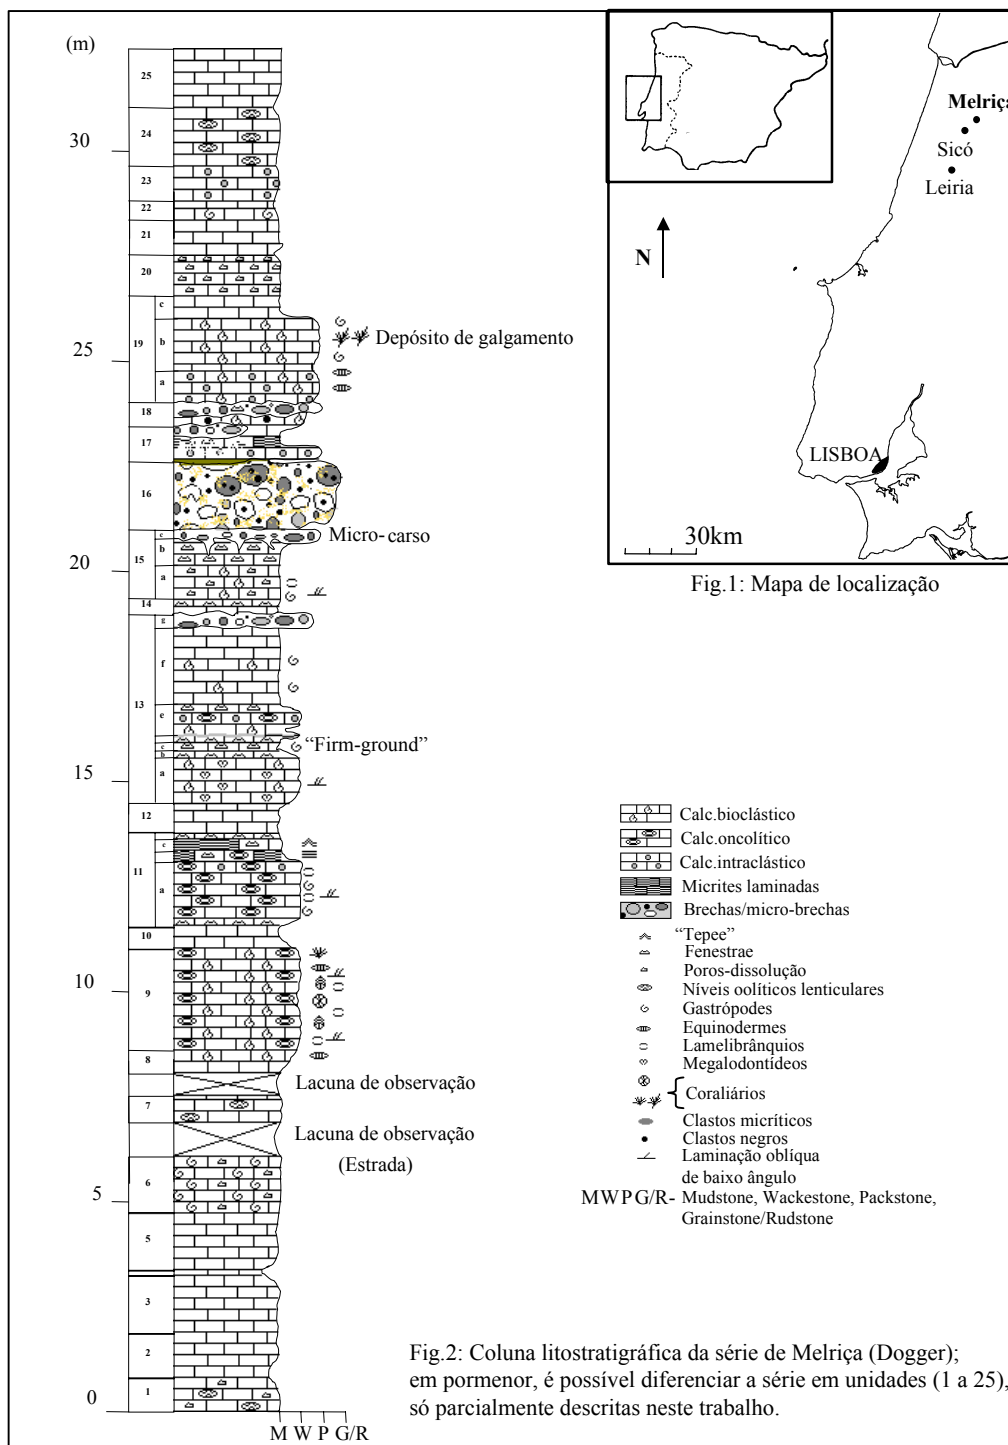 (m)
25
24
30
23
22
21
20
c
19
b
25
a
Depósito de galgamento
18
17
16
c
Micro-carso
b
15
20
a
14
g
f
13
e
c
“Firm-ground”
b
15
a
12
c
11
a
10
10
9
8
Lacuna de observação
7
Lacuna de observação
(Estrada)
6
5
5
3
2
1
0
M W P G/R
Melriça
Sicó
Leiria
N
LISBOA
30km
Fig.1: Mapa de localização
Calc.bioclástico
Calc.oncolítico
Calc.intraclástico
Micrites laminadas
Brechas/micro-brechas
“Tepee”
Fenestrae
Poros-dissolução
Níveis oolíticos lenticulares
Gastrópodes
Equinodermes
Lamelibrânquios
Megalodontídeos
Coraliários
Clastos micríticos
Clastos negros
Laminação oblíqua
de baixo ângulo
M W P G/R- Mudstone, Wackestone, Packstone,
Grainstone/Rudstone
Fig.2: Coluna litostratigráfica da série de Melriça (Dogger);
em pormenor, é possível diferenciar a série em unidades (1 a 25),
só parcialmente descritas neste trabalho.